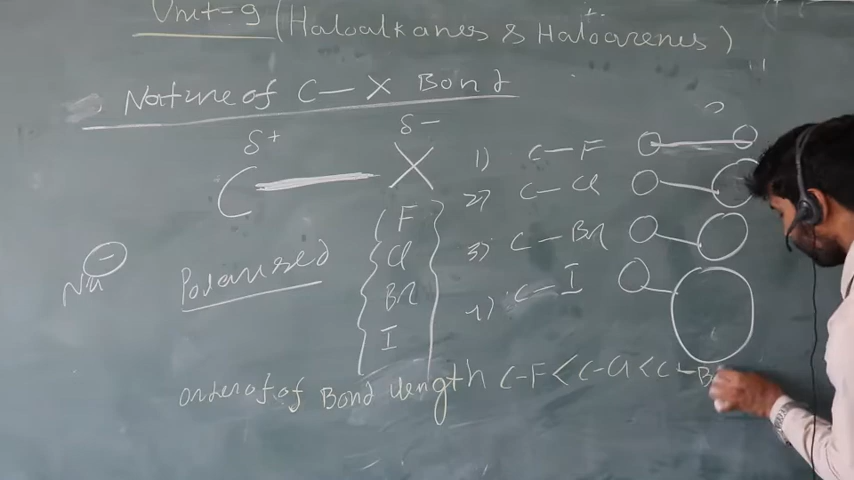 Unit-9 (Haloalkanes & Haloarenes)
Nature of C — X Bond
δ+ δ-
C — X
(F
Cl
Br
I
Nu -
Polarised
1) C — F
2) C — Cl
3) C — Br
4) C — I
order of of Bond length C-F < C-Cl < C-B